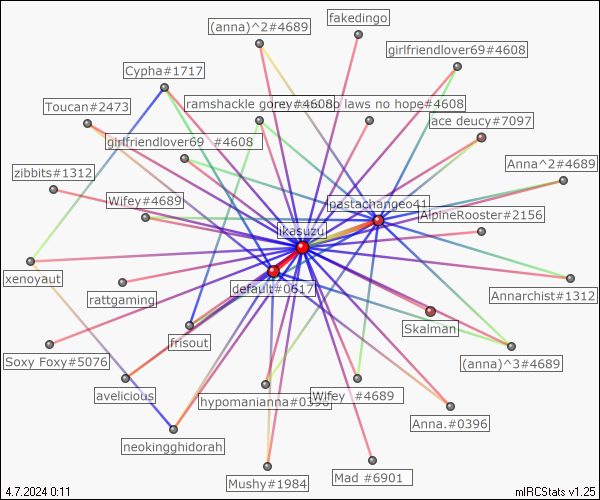 (anna)^2#4689
fakedingo
girlfriendlover69#4608
Cypha#1717
Toucan#2473
ramshackle
no laws no hope#4608
ace deucy#7097
girlfriendlover69 #4608
zibbits#1312
Anna^2#4689
Wifey#4689
pastachangeo41
AlpineRooster#2156
ikasuzu
xenoyaut
default#0617
rattgaming
Annarchist#1312
Skalman
frisout
Soxy Foxy#5076
(anna)^3#4689
avelicious
hypomanianna#0396
Wifey #4689
Anna.#0396
neokingghidorah
Mushy#1984
Mad #6901
4.7.2024 0:11
mIRCStats v1.25